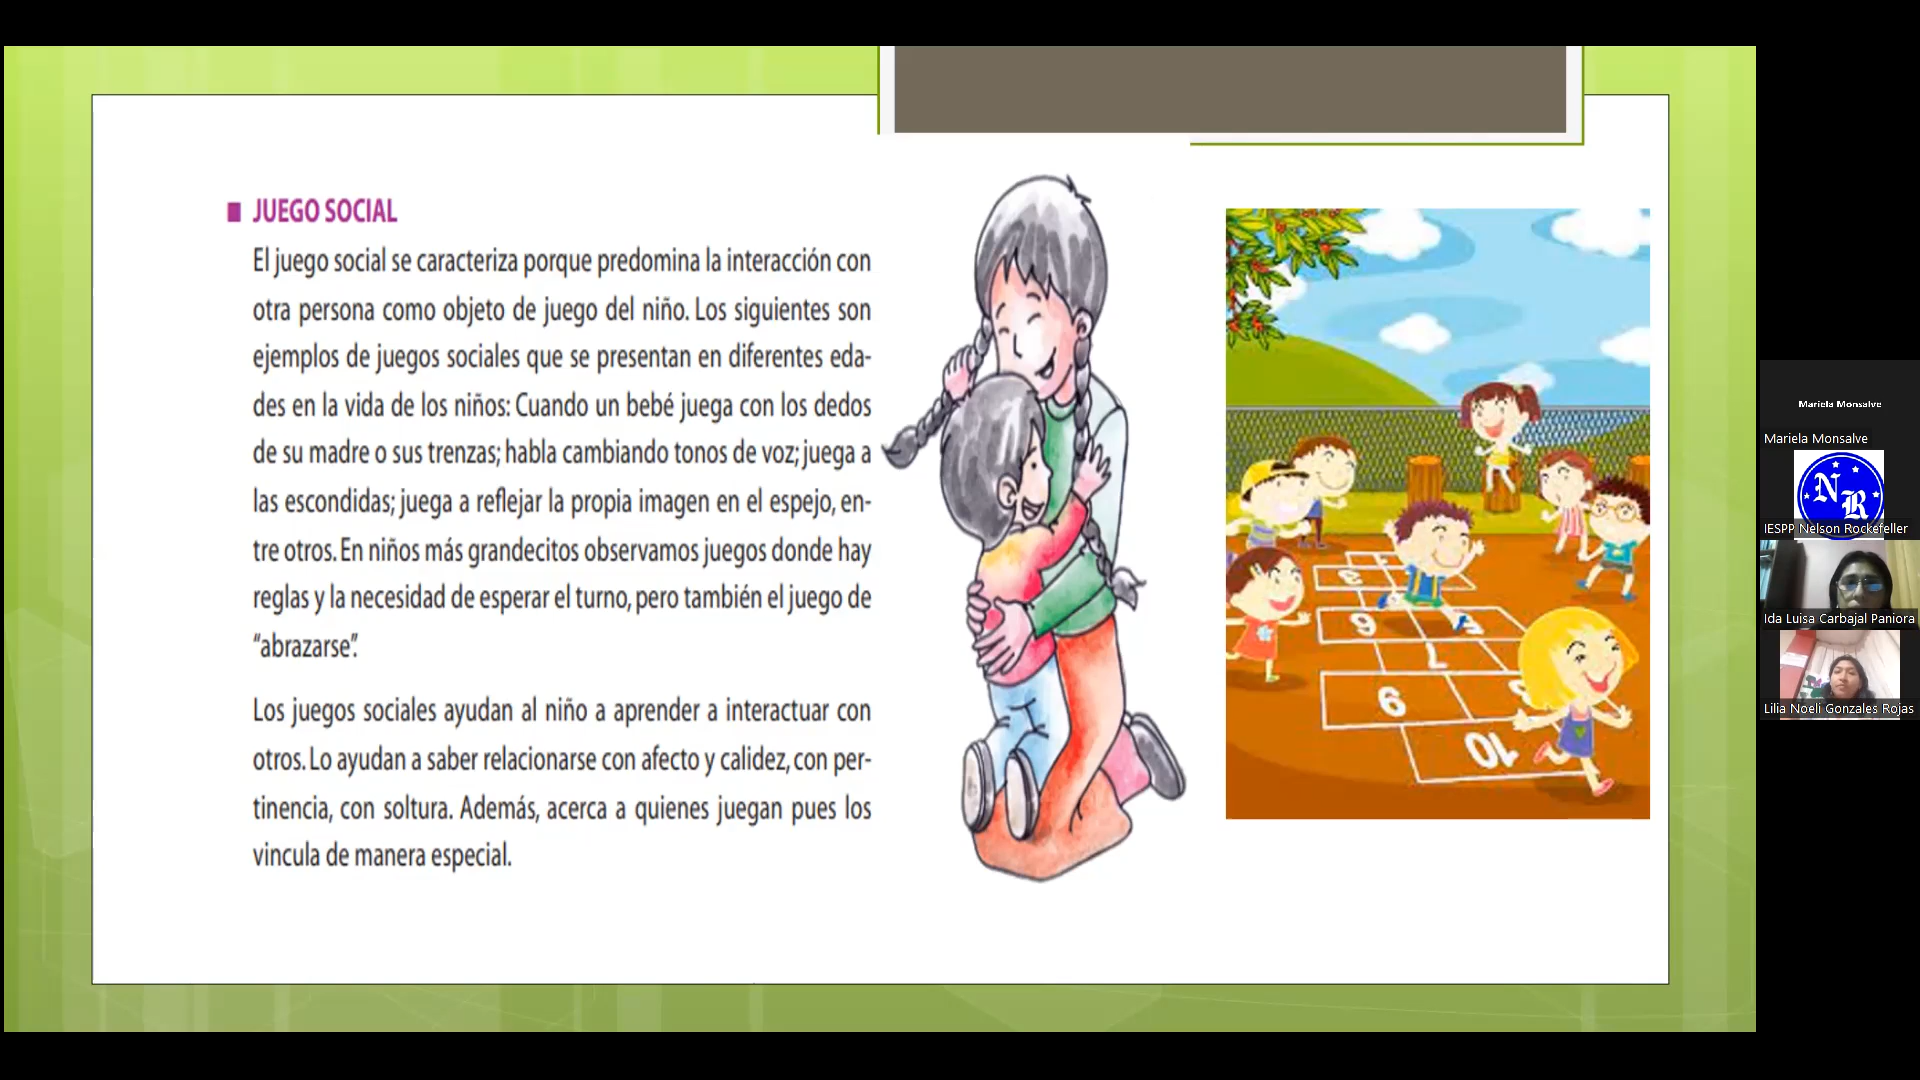 JUEGO SOCIAL
El juego social se caracteriza porque predomina la interacción con
otra persona como objeto de juego del niño. Los siguientes son
ejemplos de juegos sociales que se presentan en diferentes eda-
des en la vida de los niños: Cuando un bebé juega con los dedos
de su madre o sus trenzas; habla cambiando tonos de voz; juega a
las escondidas; juega a reflejar la propia imagen en el espejo, en-
tre otros. En niños más grandecitos observamos juegos donde hay
reglas y la necesidad de esperar el turno, pero también el juego de
“abrazarse”.
Los juegos sociales ayudan al niño a aprender a interactuar con
otros. Lo ayudan a saber relacionarse con afecto y calidez, con per-
tinencia, con soltura. Además, acerca a quienes juegan pues los
vincula de manera especial.
3
6
7
9
10
Mariela Monsalve
Mariela Monsalve
NR
IESPP Nelson Rockefeller
Ida Luisa Carbajal Paniora
Lilia Noeli Gonzales Rojas